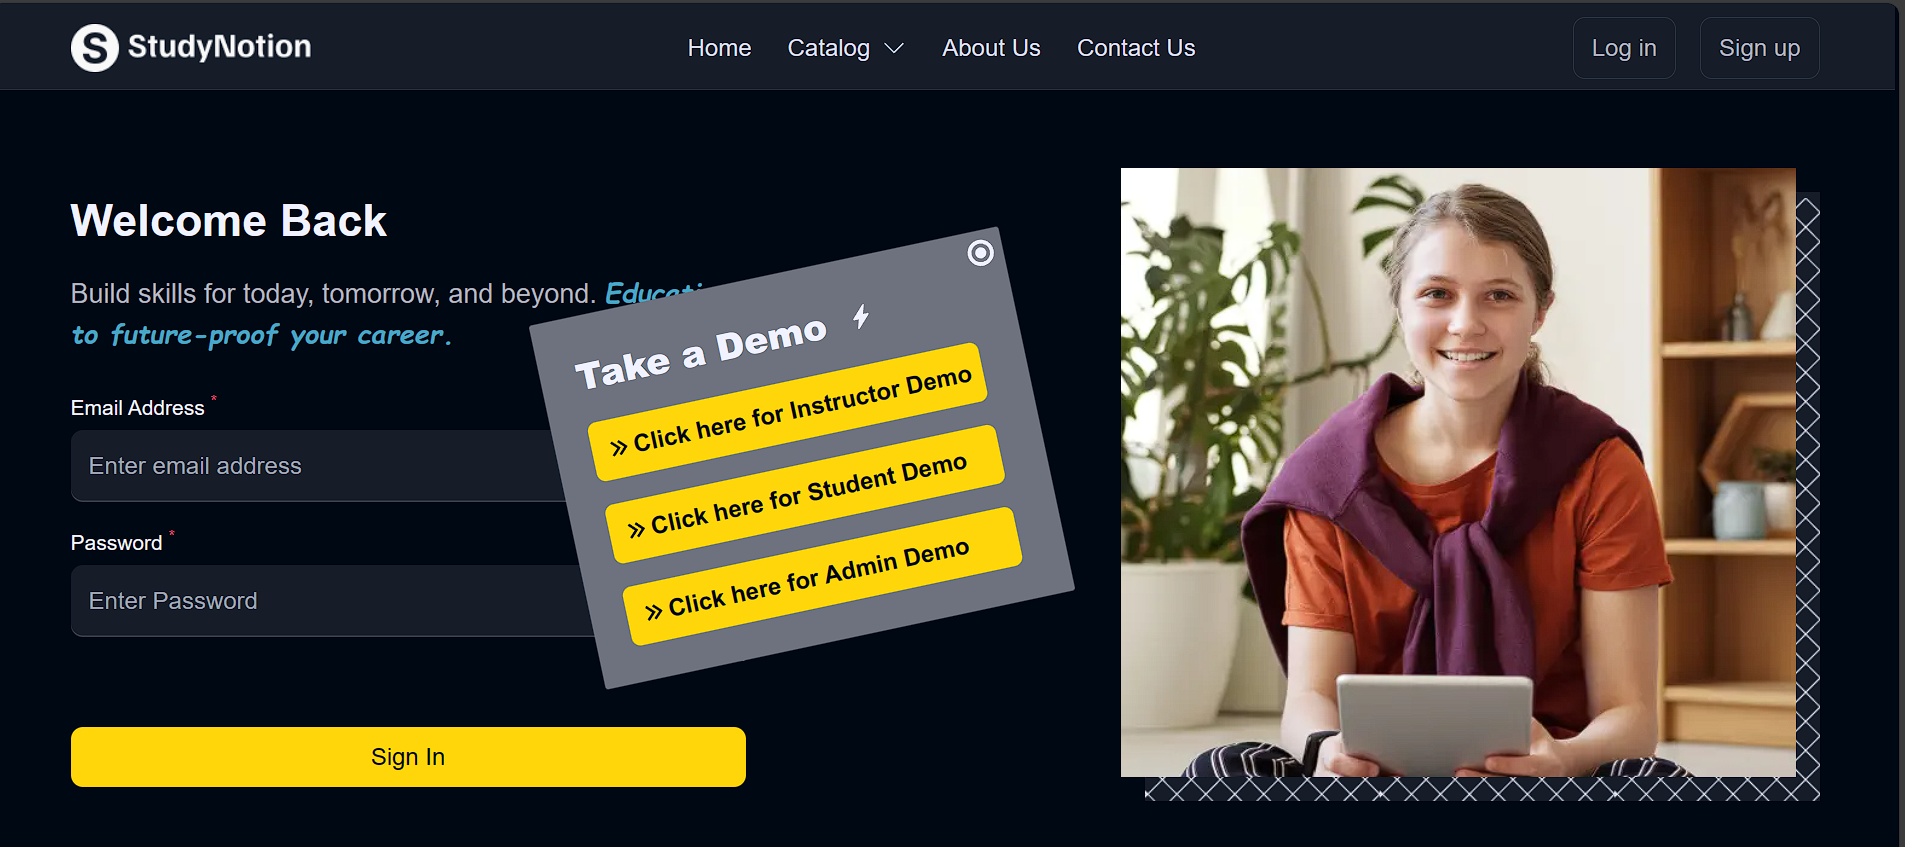 StudyNotion
Home Catalog About Us Contact Us
Log in Sign up
Welcome Back
Build skills for today, tomorrow, and beyond.
to future-proof your career.
Email Address *
Enter email address
Password *
Enter Password
Sign In
Take a Demo
Click here for Instructor Demo
Click here for Student Demo
Click here for Admin Demo